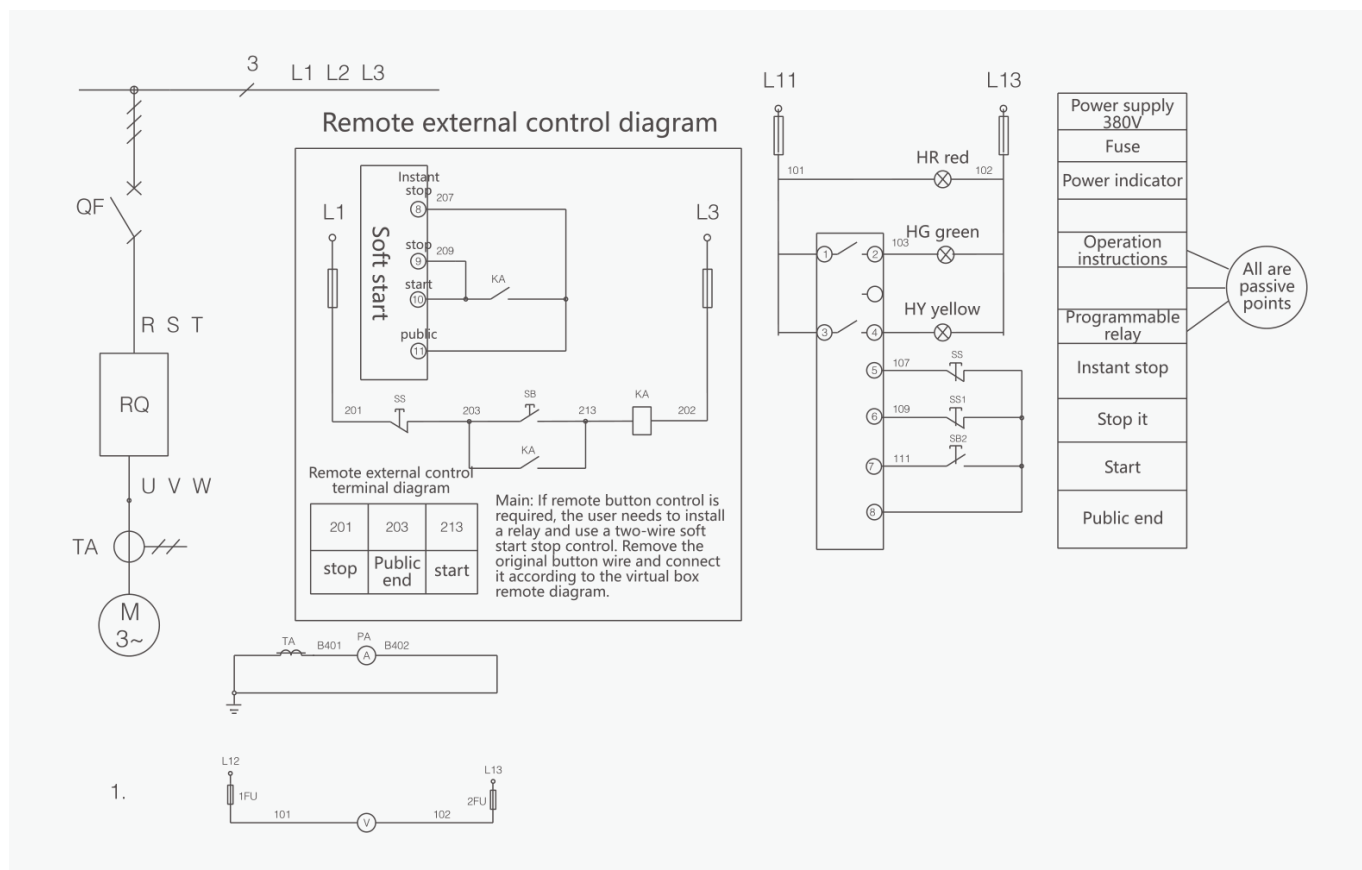 3 L1 L2 L3
QF
R S T
RQ
U V W
TA
M
3~
Remote external control diagram
Soft start
Instant
stop
8 207
stop
9 209
start
10 KA
public
11
L1
L3
201 SS 203 SB 213 KA 202
KA
Remote external control
terminal diagram
201 203 213
stop Public
end start
Main: If remote button control is
required, the user needs to install
a relay and use a two-wire soft
start stop control. Remove the
original button wire and connect
it according to the virtual box
remote diagram.
TA B401 PA B402
A
1.
L12
1FU
L13
2FU
101 V 102
L11 L13
101 HR red 102
HG green
1 2 103
HY yellow
3 4
5 107 SS
6 109 SS1
7 111 SB2
8
Power supply
380V
Fuse
Power indicator
Operation
instructions
Programmable
relay
Instant stop
Stop it
Start
Public end
All are
passive
points